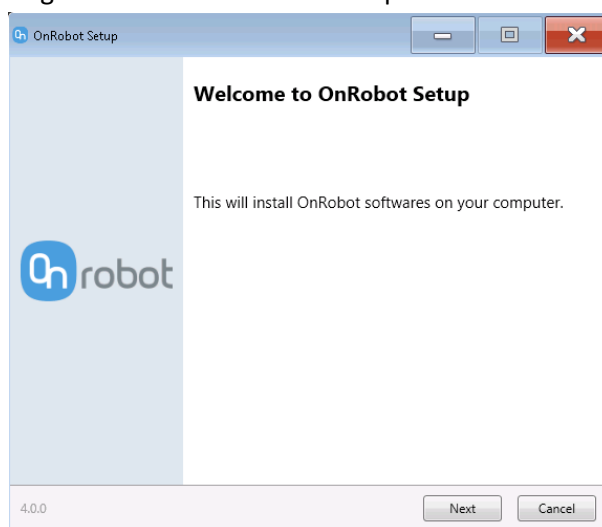 OnRobot Setup
Welcome to OnRobot Setup
This will install OnRobot softwares on your computer.
On robot
4.0.0
Next
Cancel